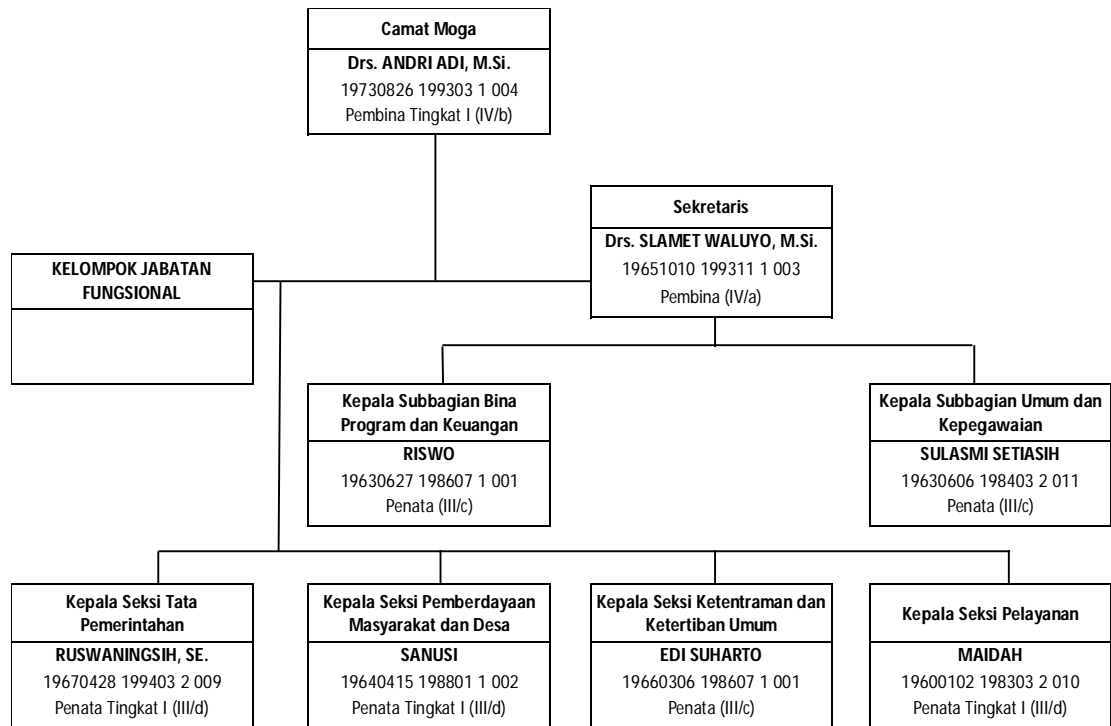 Camat Moga
Drs. ANDRI ADI, M.Si.
19730826 199303 1 004
Pembina Tingkat I (IV/b)
Sekretaris
Drs. SLAMET WALUYO, M.Si.
19651010 199311 1 003
Pembina (IV/a)
KELOMPOK JABATAN
FUNGSIONAL
Kepala Subbagian Bina
Program dan Keuangan
RISWO
19630627 198607 1 001
Penata (III/c)
Kepala Subbagian Umum dan
Kepegawaian
SULASMI SETIASIH
19630606 198403 2 011
Penata (III/c)
Kepala Seksi Tata
Pemerintahan
RUSWANINGSIH, SE.
19670428 199403 2 009
Penata Tingkat I (III/d)
Kepala Seksi Pemberdayaan
Masyarakat dan Desa
SANUSI
19640415 198801 1 002
Penata Tingkat I (III/d)
Kepala Seksi Ketentraman dan
Ketertiban Umum
EDI SUHARTO
19660306 198607 1 001
Penata (III/c)
Kepala Seksi Pelayanan
MAIDAH
19600102 198303 2 010
Penata Tingkat I (III/d)